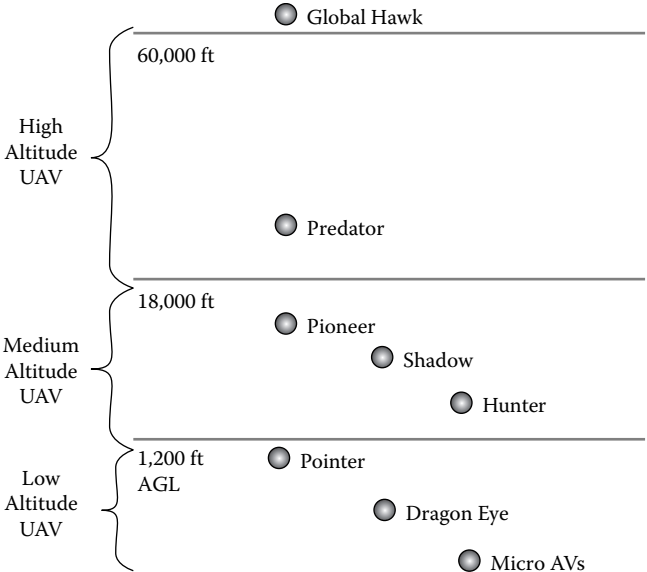 Global Hawk
60,000 ft
High
Altitude
UAV
Predator
18,000 ft
Pioneer
Medium
Altitude
UAV
Shadow
Hunter
1,200 ft
AGL
Pointer
Low
Altitude
UAV
Dragon Eye
Micro AVs